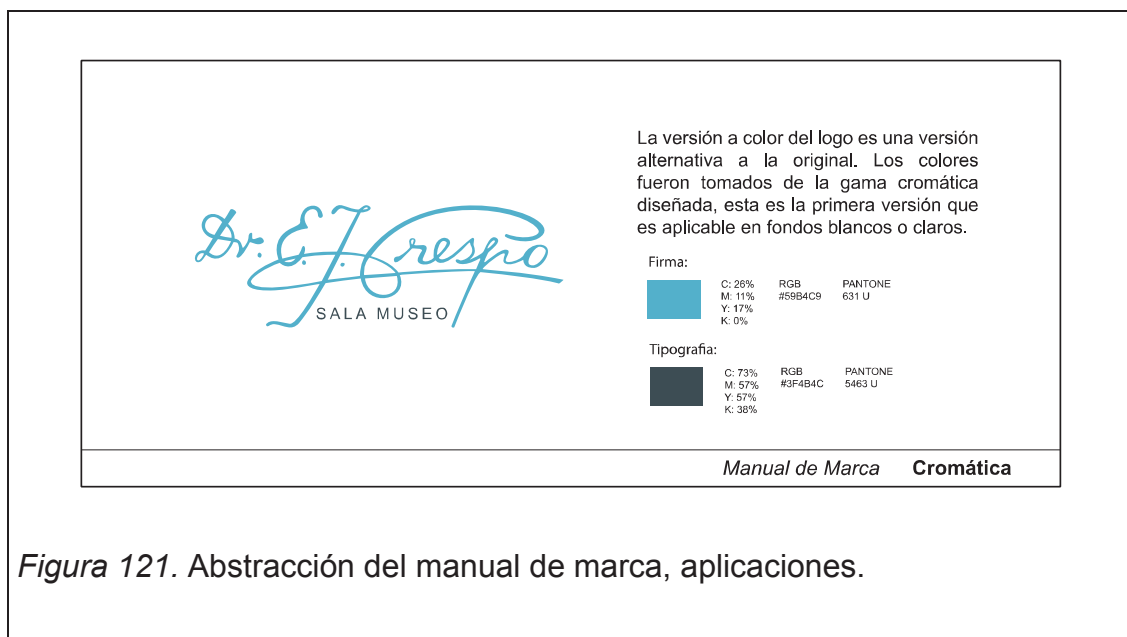 Dr. E. J. Crespo
SALA MUSEO
La versión a color del logo es una versión
alternativa a la original. Los colores
fueron tomados de la gama cromática
diseñada, esta es la primera versión que
es aplicable en fondos blancos o claros.
Firma:
C: 26% RGB PANTONE
M: 11% #59B4C9 631 U
Y: 17%
K: 0%
Tipografia:
C: 73% RGB PANTONE
M: 57% #3F4B4C 5463 U
Y: 57%
K: 38%
Manual de Marca Cromática
Figura 121. Abstracción del manual de marca, aplicaciones.